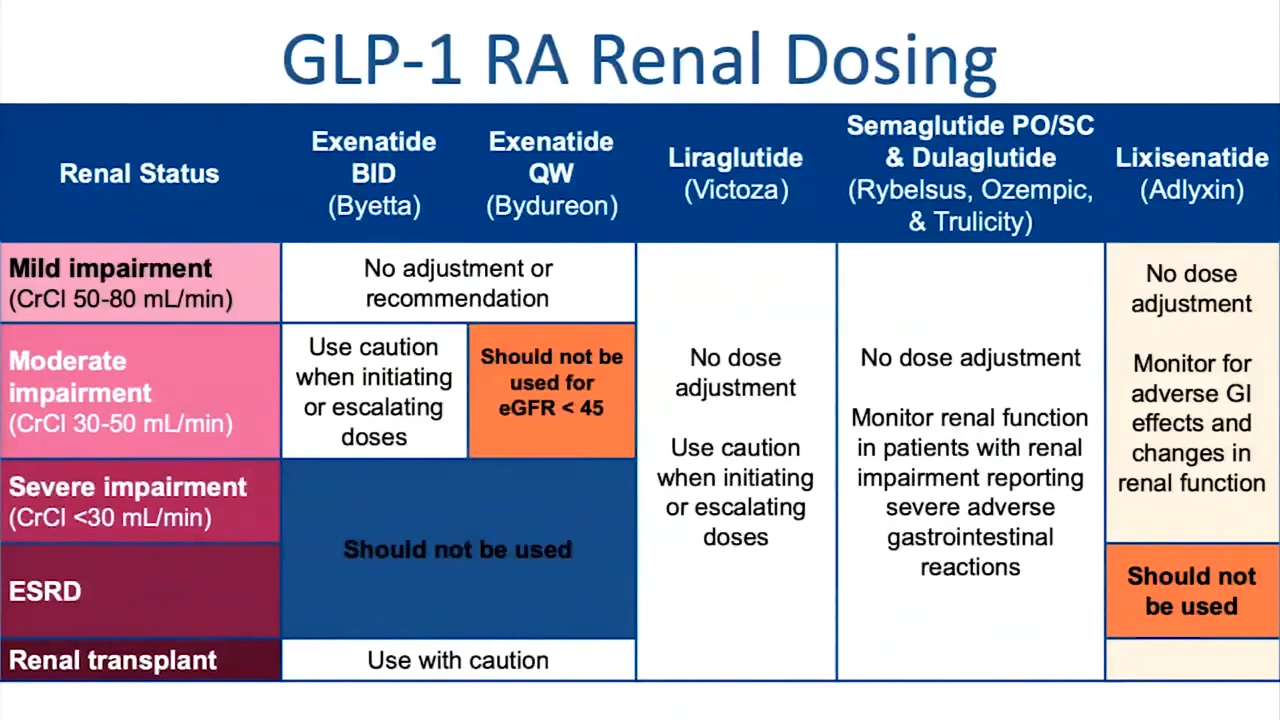 GLP-1 RA Renal Dosing
Renal Status
Exenatide
BID
(Byetta)
Exenatide
QW
(Bydureon)
Liraglutide
(Victoza)
Semaglutide PO/SC
& Dulaglutide
(Rybelsus, Ozempic,
& Trulicity)
Lixisenatide
(Adlyxin)
Mild impairment
(CrCl 50-80 mL/min)
No adjustment or
recommendation
Moderate
impairment
(CrCl 30-50 mL/min)
Use caution
when initiating
or escalating
doses
Should not be
used for
eGFR < 45
Severe impairment
(CrCl <30 mL/min)
ESRD
Should not be used
Renal transplant
Use with caution
No dose
adjustment
Use caution
when initiating
or escalating
doses
No dose adjustment
Monitor renal function
in patients with renal
impairment reporting
severe adverse
gastrointestinal
reactions
No dose
adjustment
Monitor for
adverse GI
effects and
changes in
renal function
Should not
be used